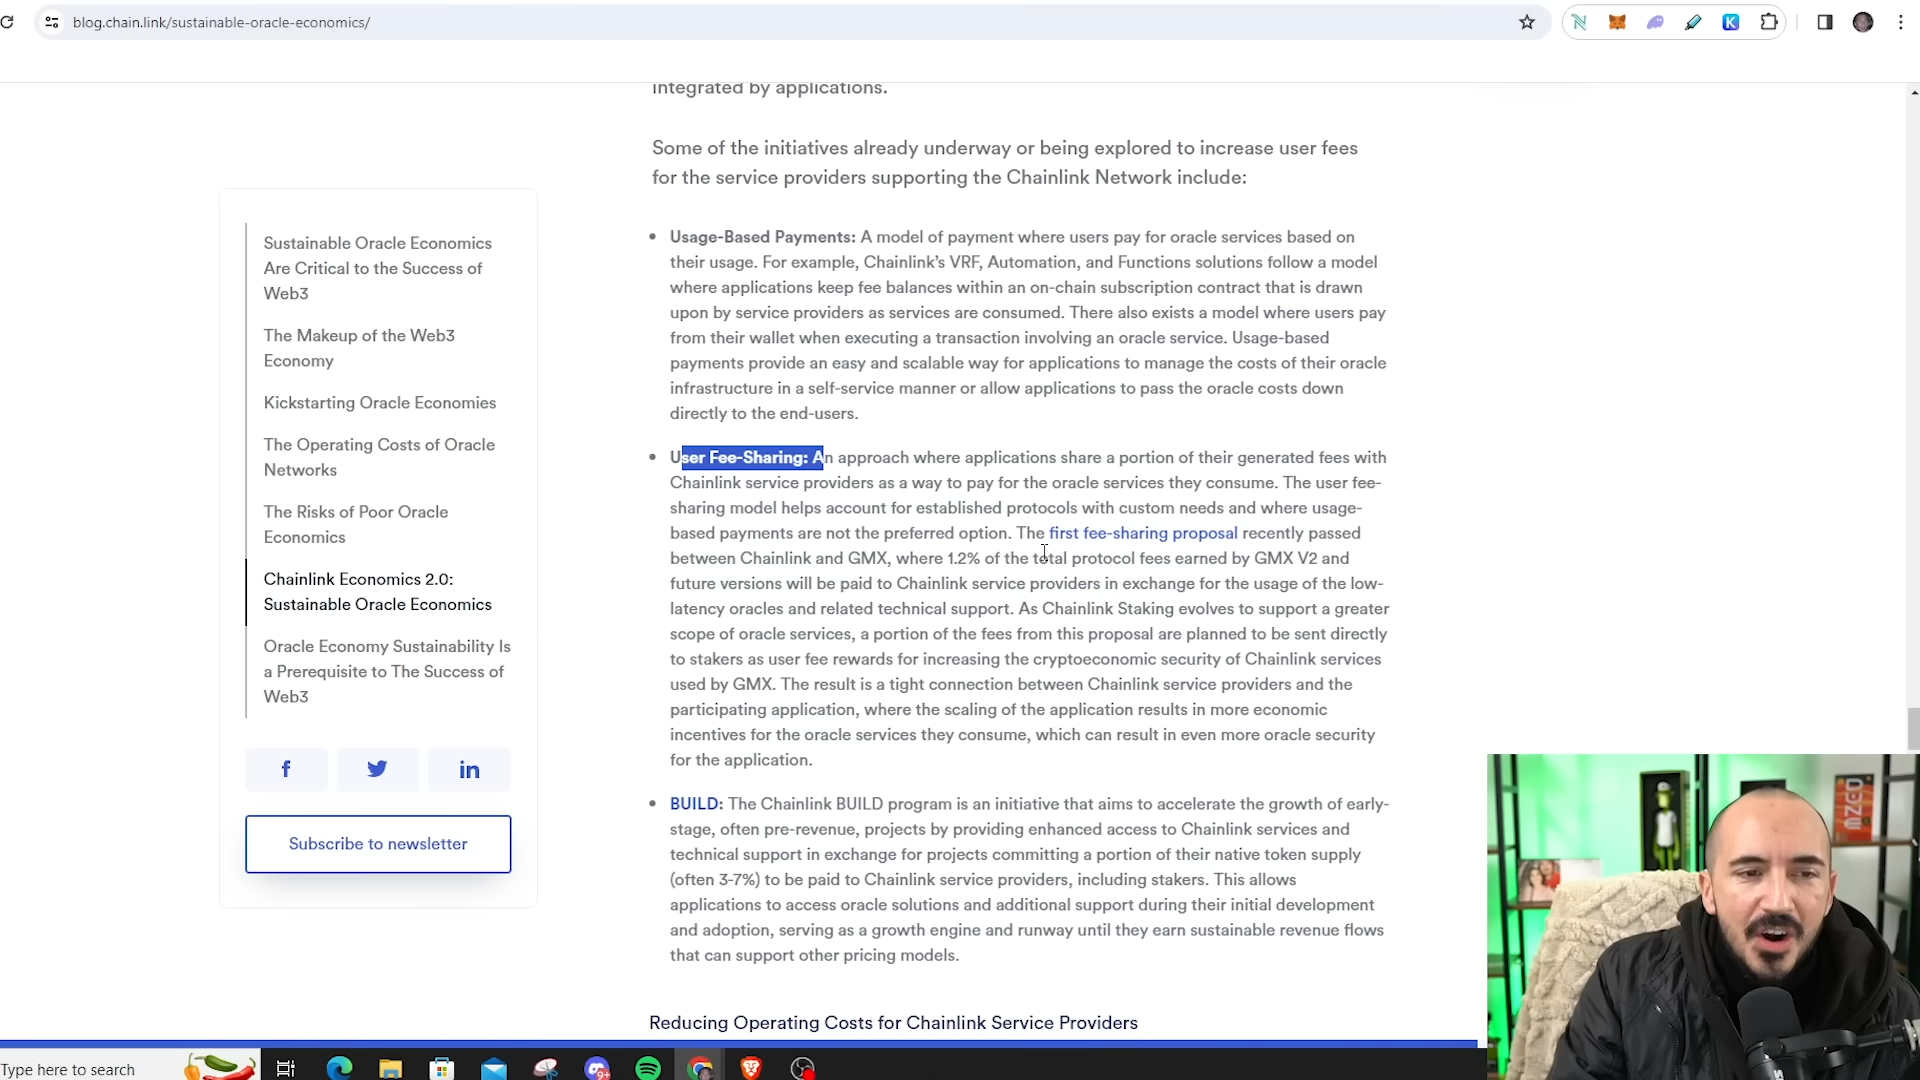 blog.chain.link/sustainable-oracle-economics/
integrated by applications.
Some of the initiatives already underway or being explored to increase user fees
for the service providers supporting the Chainlink Network include:
Usage-Based Payments: A model of payment where users pay for oracle services based on
their usage. For example, Chainlink's VRF, Automation, and Functions solutions follow a model
where applications keep fee balances within an on-chain subscription contract that is drawn
upon by service providers as services are consumed. There also exists a model where users pay
from their wallet when executing a transaction involving an oracle service. Usage-based
payments provide an easy and scalable way for applications to manage the costs of their oracle
infrastructure in a self-service manner or allow applications to pass the oracle costs down
directly to the end-users.
User Fee-Sharing: An approach where applications share a portion of their generated fees with
Chainlink service providers as a way to pay for the oracle services they consume. The user fee-
sharing model helps account for established protocols with custom needs and where usage-
based payments are not the preferred option. The first fee-sharing proposal recently passed
between Chainlink and GMX, where 1.2% of the total protocol fees earned by GMX V2 and
future versions will be paid to Chainlink service providers in exchange for the usage of the low-
latency oracles and related technical support. As Chainlink Staking evolves to support a greater
scope of oracle services, a portion of the fees from this proposal are planned to be sent directly
to stakers as user fee rewards for increasing the cryptoeconomic security of Chainlink services
used by GMX. The result is a tight connection between Chainlink service providers and the
participating application, where the scaling of the application results in more economic
incentives for the oracle services they consume, which can result in even more oracle security
for the application.
BUILD: The Chainlink BUILD program is an initiative that aims to accelerate the growth of early-
stage, often pre-revenue, projects by providing enhanced access to Chainlink services and
technical support in exchange for projects committing a portion of their native token supply
(often 3-7%) to be paid to Chainlink service providers, including stakers. This allows
applications to access oracle solutions and additional support during their initial development
and adoption, serving as a growth engine and runway until they earn sustainable revenue flows
that can support other pricing models.
Reducing Operating Costs for Chainlink Service Providers
Sustainable Oracle Economics
Are Critical to the Success of
Web3
The Makeup of the Web3
Economy
Kickstarting Oracle Economies
The Operating Costs of Oracle
Networks
The Risks of Poor Oracle
Economics
Chainlink Economics 2.0:
Sustainable Oracle Economics
Oracle Economy Sustainability Is
a Prerequisite to The Success of
Web3
Subscribe to newsletter
Type here to search